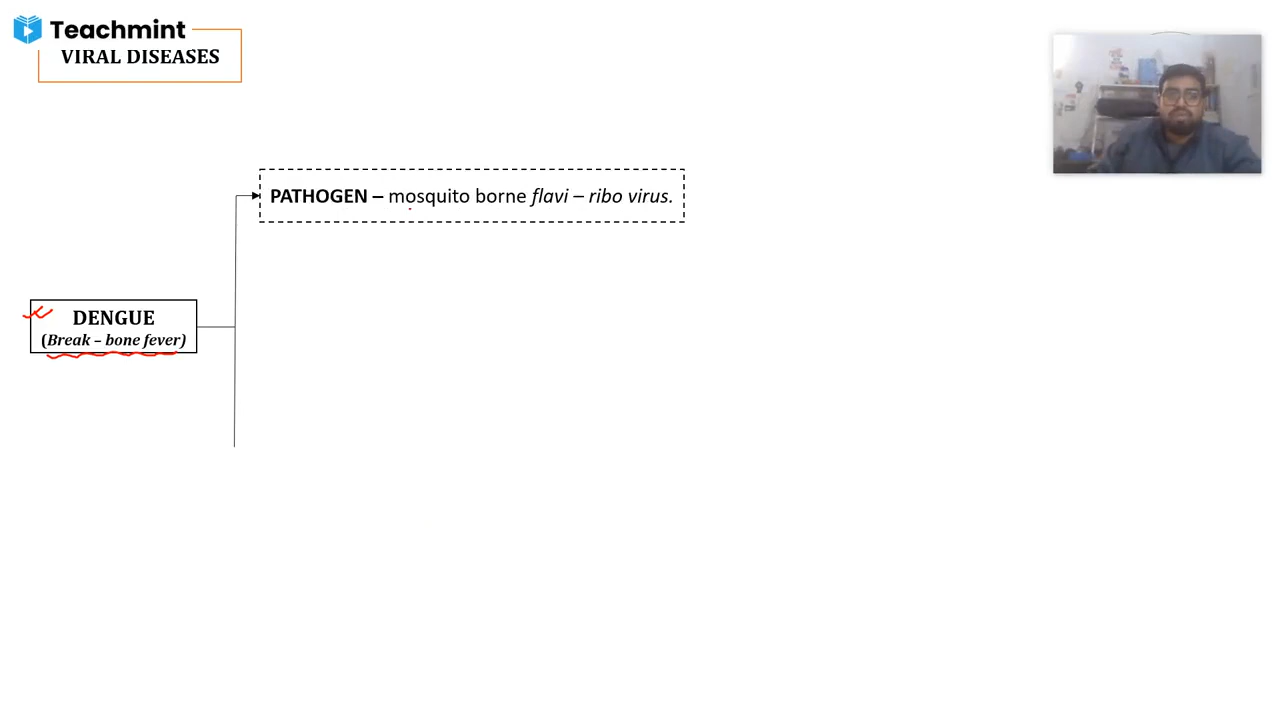 Teachmint
VIRAL DISEASES
PATHOGEN – mosquito borne flavi – ribo virus.
DENGUE
(Break – bone fever)